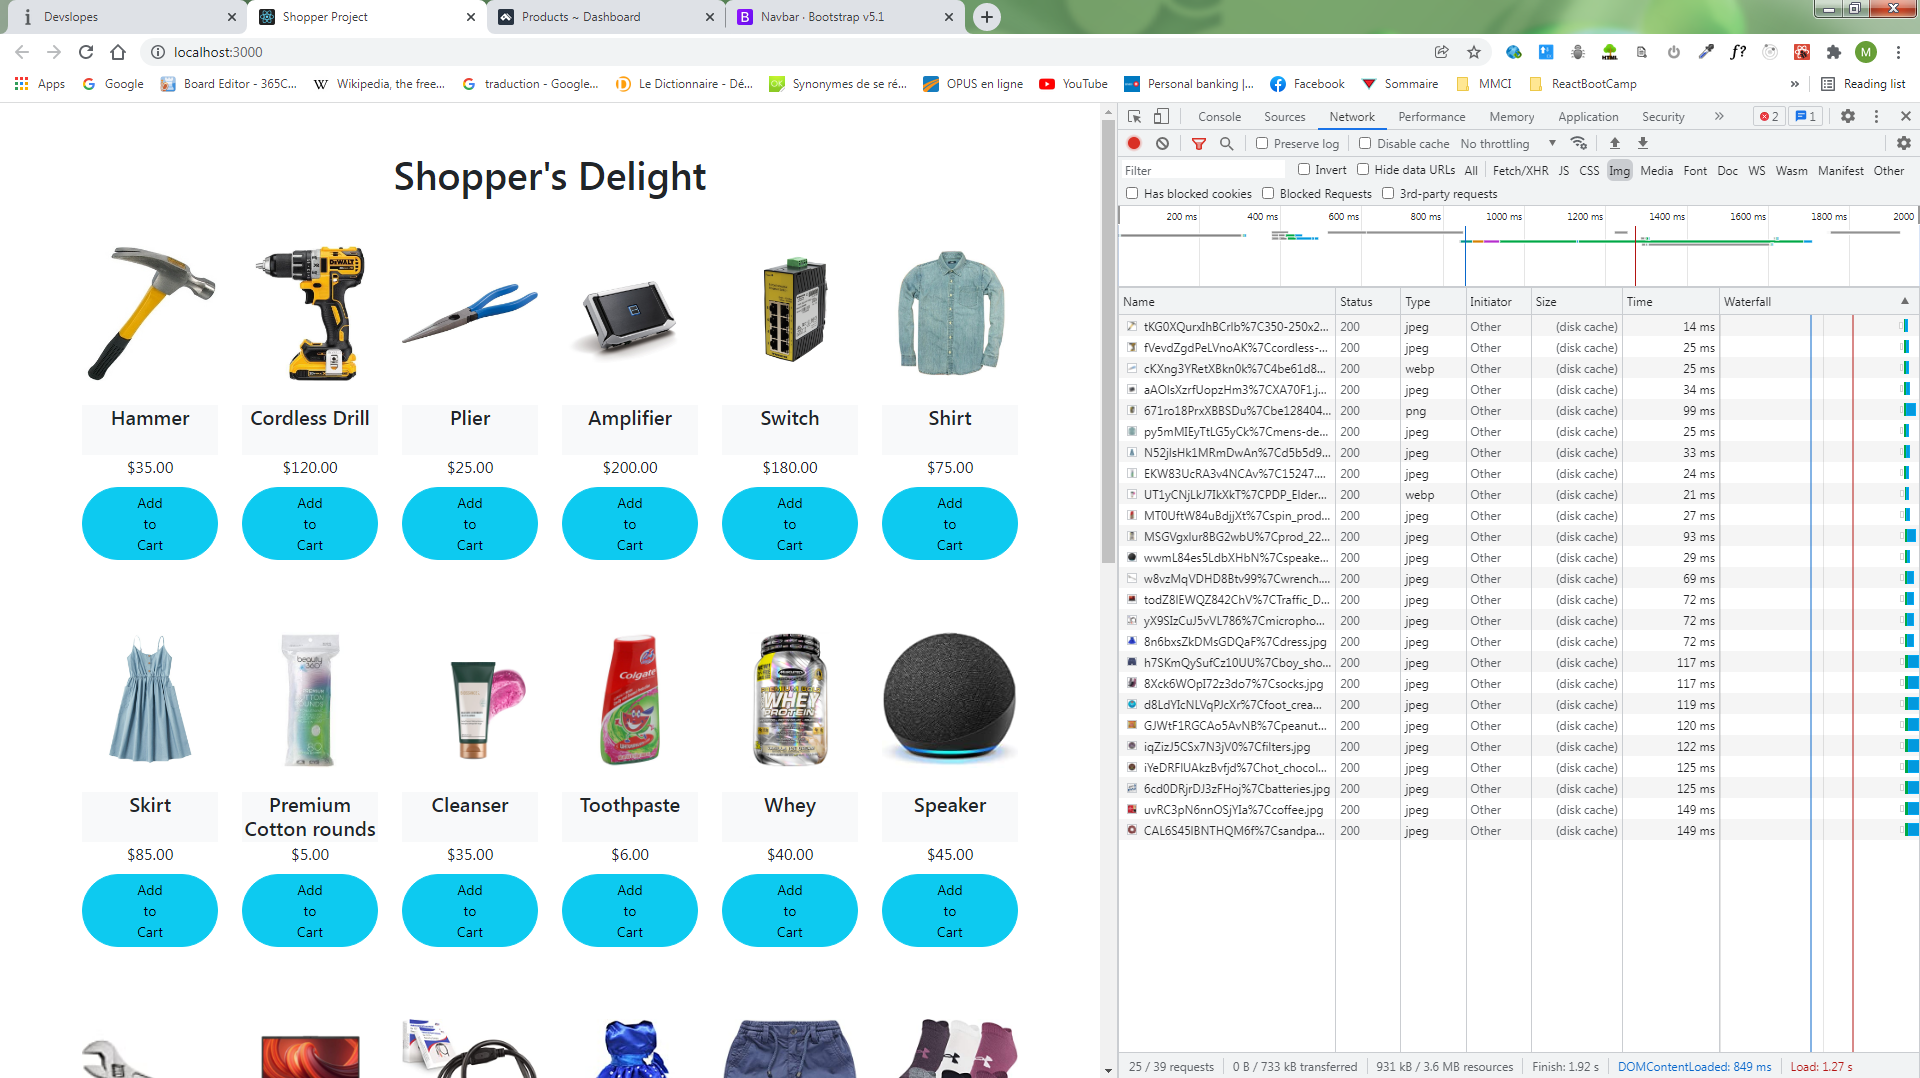 Devslopes
Shopper Project
Products ~ Dashboard
Navbar · Bootstrap v5.1
localhost:3000
Apps
Google
Board Editor - 365C...
Wikipedia, the free...
traduction - Google...
Le Dictionnaire - Dé...
Synonymes de se ré...
OPUS en ligne
YouTube
Personal banking |...
Facebook
Sommaire
MMCI
ReactBootCamp
» Reading list
Shopper's Delight
Hammer Cordless Drill Plier Amplifier Switch Shirt
$35.00 $120.00 $25.00 $200.00 $180.00 $75.00
Add Add Add Add Add Add
to to to to to to
Cart Cart Cart Cart Cart Cart
Skirt Premium Cleanser Toothpaste Whey Speaker
Cotton rounds
$85.00 $5.00 $35.00 $6.00 $40.00 $45.00
Add Add Add Add Add Add
to to to to to to
Cart Cart Cart Cart Cart Cart
DEWALT
beauty
360
Colgate
WHEY
PROTEIN
Console Sources Network Performance Memory Application Security » 2 1
Preserve log Disable cache No throttling
Filter Invert Hide data URLs All Fetch/XHR JS CSS Img Media Font Doc WS Wasm Manifest Other
Has blocked cookies Blocked Requests 3rd-party requests
200 ms 400 ms 600 ms 800 ms 1000 ms 1200 ms 1400 ms 1600 ms 1800 ms 2000
Name Status Type Initiator Size Time Waterfall
tKG0XQurxIhBCrlb%7C350-250x2... 200 jpeg Other (disk cache) 14 ms
fVevdZgdPeLVnoAK%7Ccordless-... 200 jpeg Other (disk cache) 25 ms
cKXng3YRetXBkn0k%7C4be61d8... 200 webp Other (disk cache) 25 ms
aAOlsXzrfUopzHm3%7CXA70F1.j... 200 jpeg Other (disk cache) 34 ms
671ro18PrxXBBSDu%7Cbe128404... 200 png Other (disk cache) 99 ms
py5mMIEyTtLG5yCk%7Cmens-de... 200 jpeg Other (disk cache) 25 ms
N52jlsHk1MRmDwAn%7Cd5b5d9... 200 jpeg Other (disk cache) 33 ms
EKW83UcRA3v4NCAv%7C15247.... 200 jpeg Other (disk cache) 24 ms
UT1yCNjLkJ7IkXkT%7CPDP_Elder... 200 webp Other (disk cache) 21 ms
MT0UftW84uBdjjXt%7Cspin_prod... 200 jpeg Other (disk cache) 27 ms
MSGVgxlur8BG2wbU%7Cprod_22... 200 jpeg Other (disk cache) 93 ms
wwmL84es5LdbXHbN%7Cspeake... 200 jpeg Other (disk cache) 29 ms
w8vzMqVDHD8Btv99%7Cwrench.... 200 jpeg Other (disk cache) 69 ms
todZ8IEWQZ842ChV%7CTraffic_D... 200 jpeg Other (disk cache) 72 ms
yX9SIzCuJ5vVL786%7Cmicropho... 200 jpeg Other (disk cache) 72 ms
8n6bxsZkDMsGDQaF%7Cdress.jpg 200 jpeg Other (disk cache) 72 ms
h7SKmQySufCz10UU%7Cboy_sho... 200 jpeg Other (disk cache) 117 ms
8Xck6WOpI72z3do7%7Csocks.jpg 200 jpeg Other (disk cache) 117 ms
d8LdYIcNLVqPJcXr%7Cfoot_crea... 200 jpeg Other (disk cache) 119 ms
GJWtF1RGCAo5AvNB%7Cpeanut... 200 jpeg Other (disk cache) 120 ms
iqZizJ5CSx7N3jV0%7Cfilters.jpg 200 jpeg Other (disk cache) 122 ms
iYeDRFlUAkzBvfjd%7Chot_chocol... 200 jpeg Other (disk cache) 125 ms
6cd0DRjrDJ3zFHoj%7Cbatteries.jpg 200 jpeg Other (disk cache) 125 ms
uvRC3pN6nnOSjYIa%7Ccoffee.jpg 200 jpeg Other (disk cache) 149 ms
CAL6S45IBNTHQM6f%7Csandpa... 200 jpeg Other (disk cache) 149 ms
25 / 39 requests 0 B / 733 kB transferred 931 kB / 3.6 MB resources Finish: 1.92 s DOMContentLoaded: 849 ms Load: 1.27 s